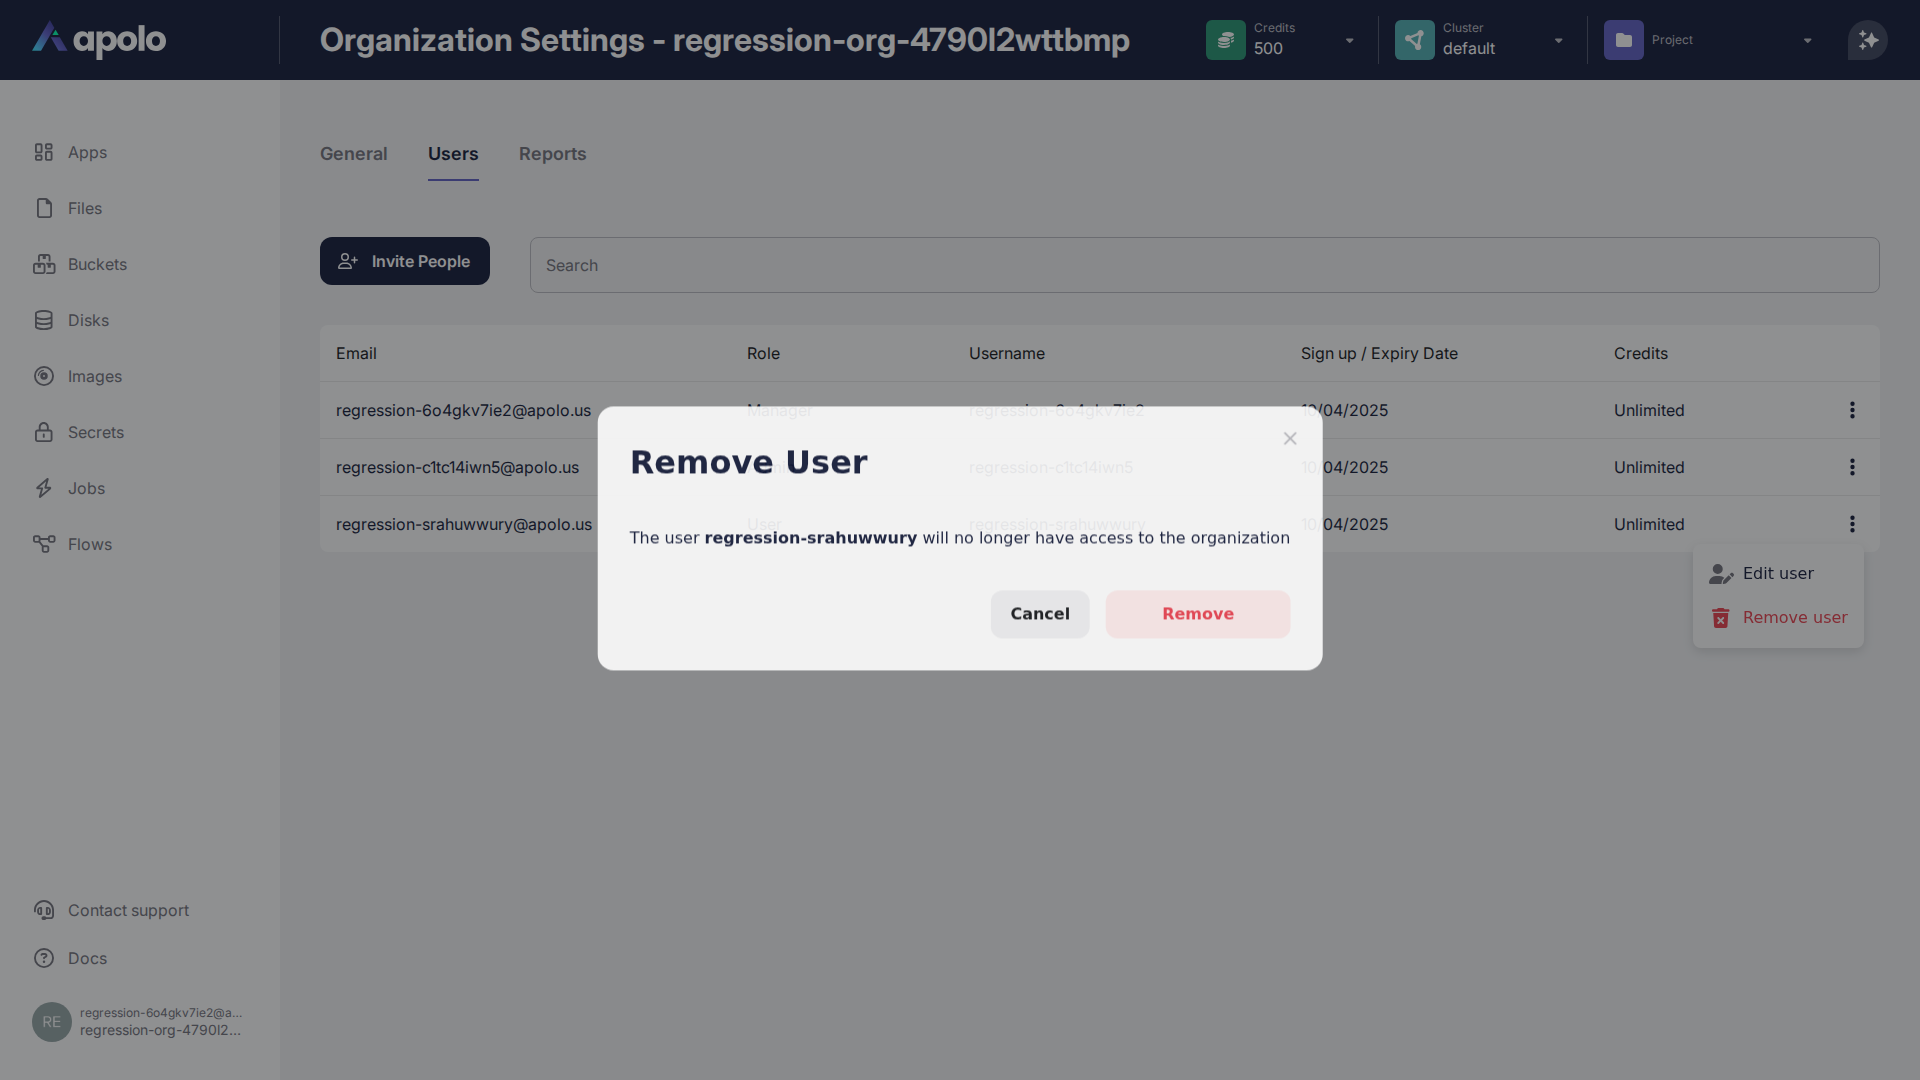 apolo
Organization Settings - regression-org-4790l2wttbmp
Credits
500
Cluster
default
Project
Apps
Files
Buckets
Disks
Images
Secrets
Jobs
Flows
General Users Reports
Invite People
Search
Email Role Username Sign up / Expiry Date Credits
regression-6o4gkv7ie2@apolo.us Manager regression-6o4gkv7ie2 10/04/2025 Unlimited
regression-c1tc14iwn5@apolo.us regression-c1tc14iwn5 10/04/2025 Unlimited
regression-srahuwwury@apolo.us User regression-srahuwwury 10/04/2025 Unlimited
Remove User
The user regression-srahuwwury will no longer have access to the organization
Cancel Remove
Edit user
Remove user
Contact support
Docs
RE
regression-6o4gkv7ie2@a...
regression-org-4790l2...